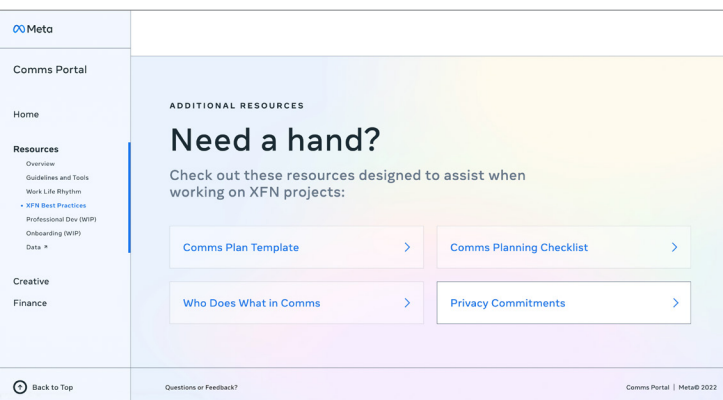 Meta
Comms Portal
Home
Resources
Overview
Guidelines and Tools
Work Life Rhythm
• XFN Best Practices
Professional Dev (WIP)
Onboarding (WIP)
Data ↗
Creative
Finance
Back to Top
ADDITIONAL RESOURCES
Need a hand?
Check out these resources designed to assist when
working on XFN projects:
Comms Plan Template
Comms Planning Checklist
Who Does What in Comms
Privacy Commitments
Questions or Feedback?
Comms Portal | Meta© 2022